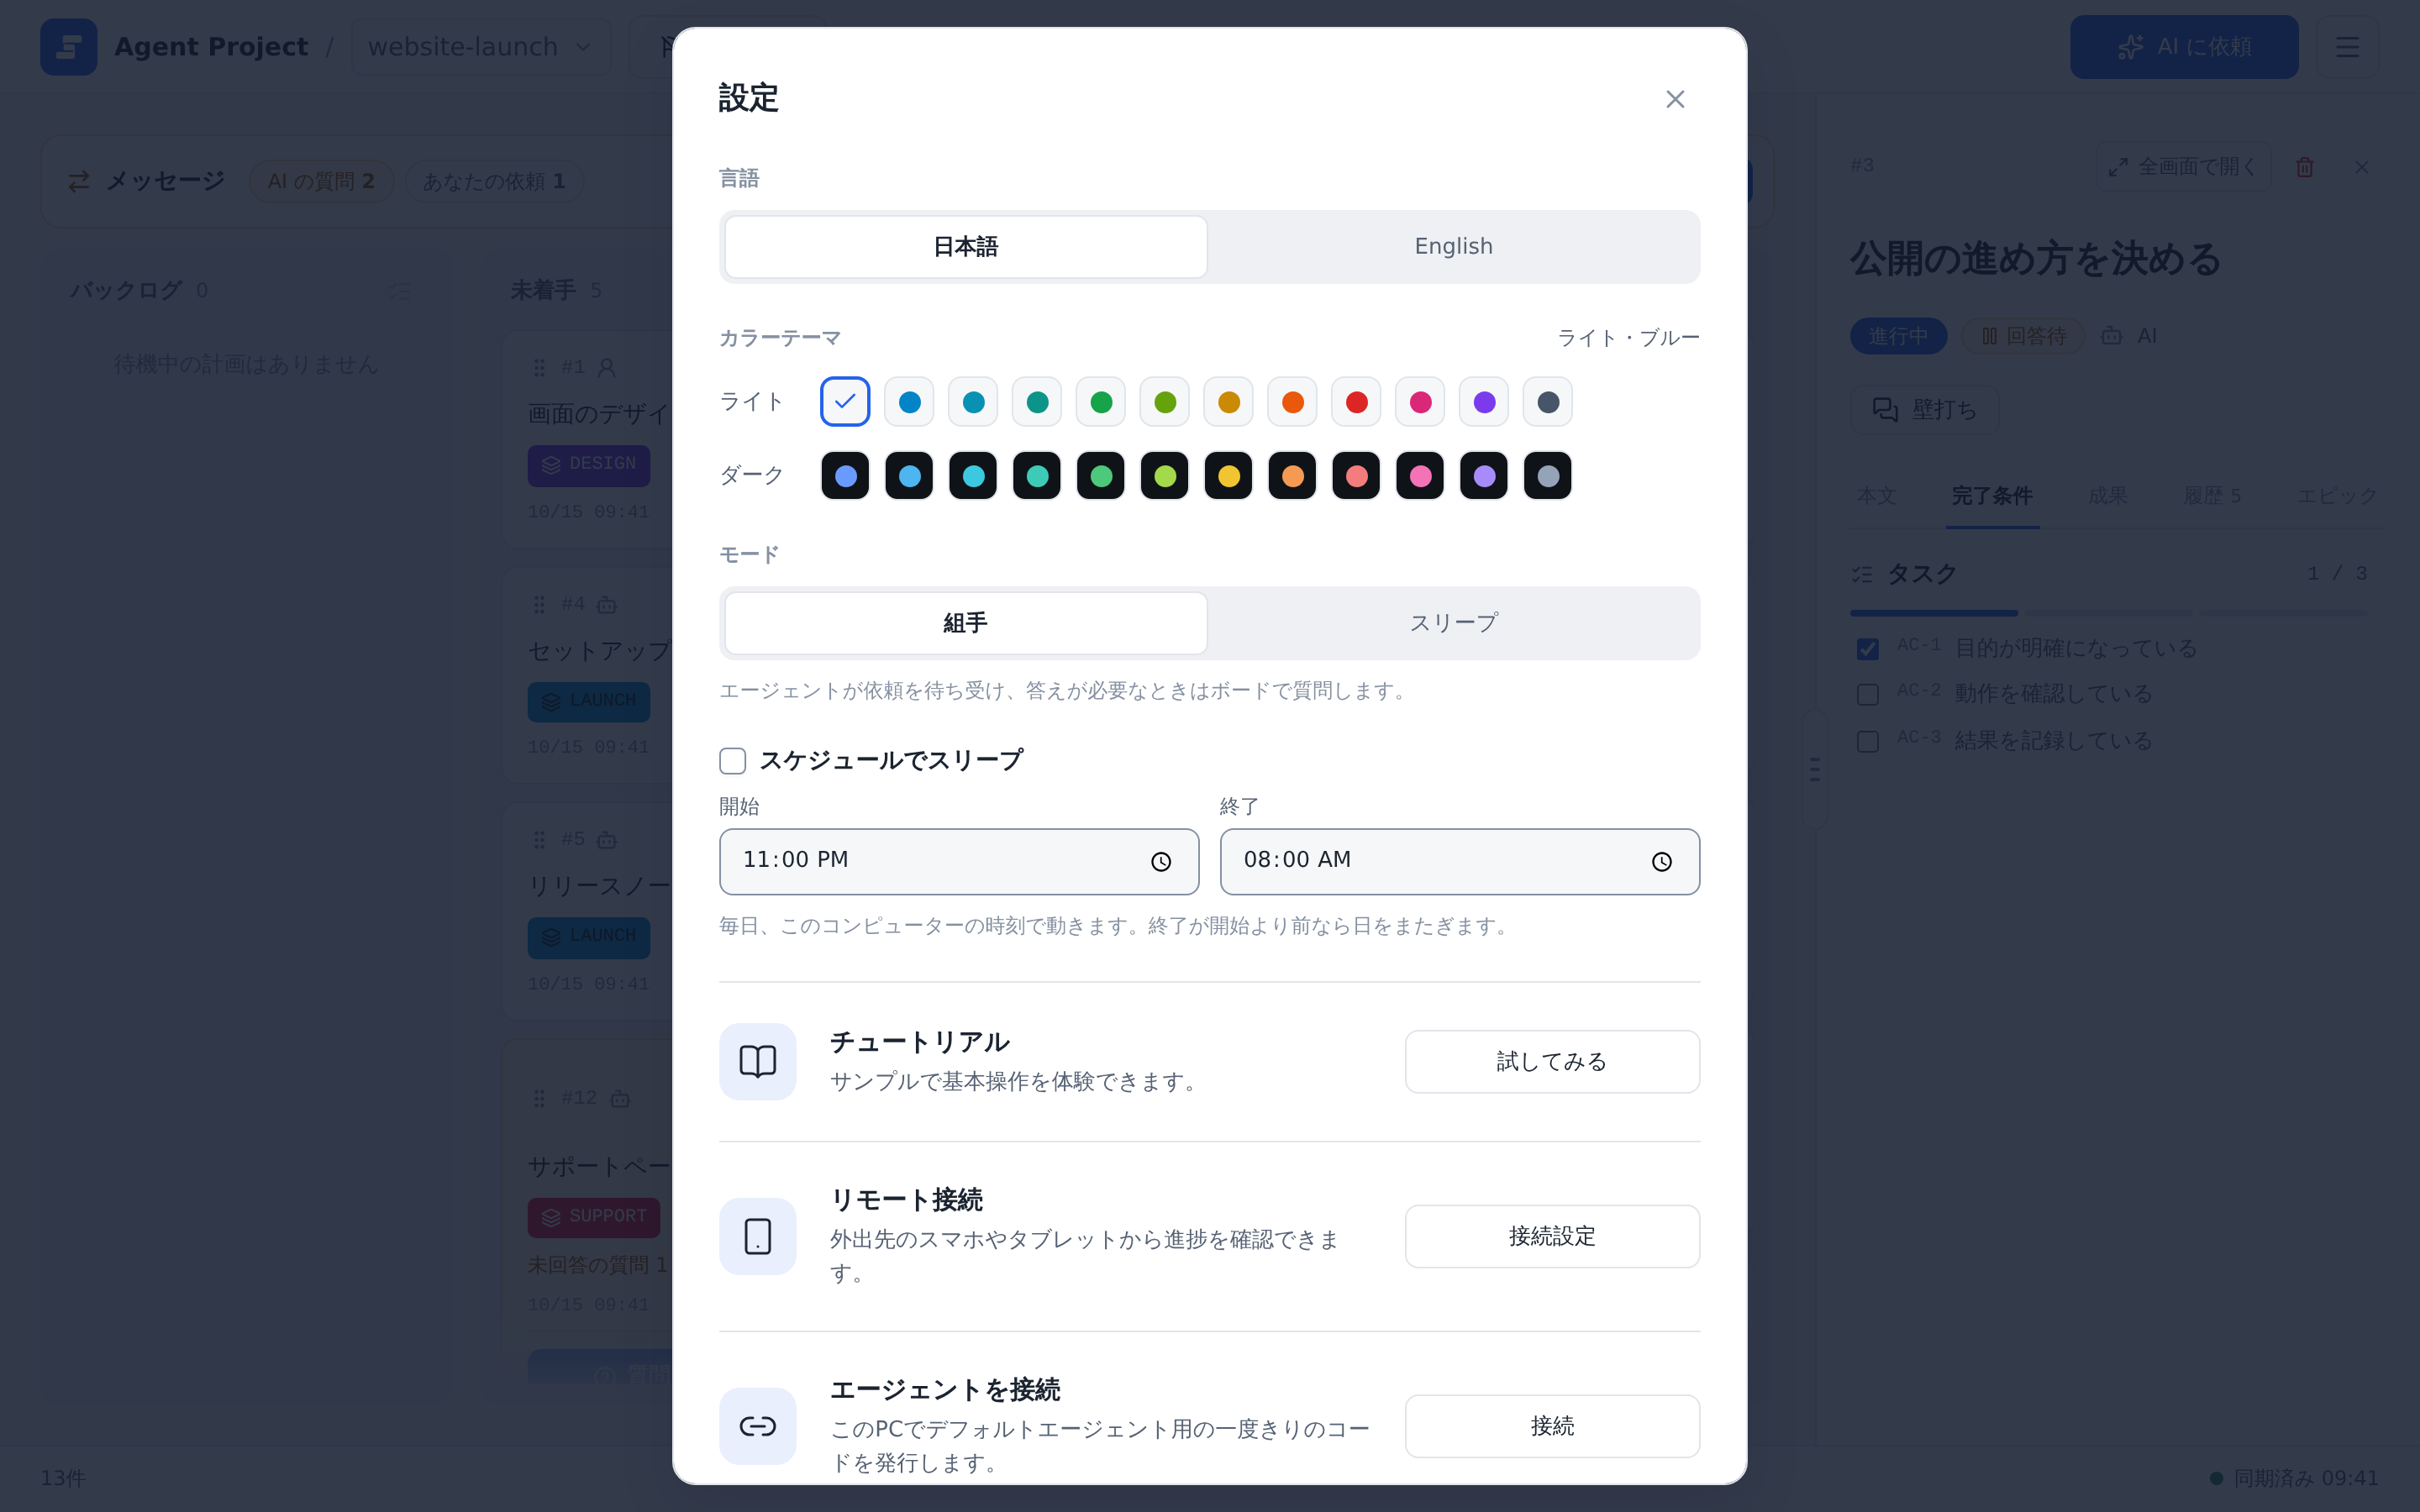 Agent Project / website-launch
AI に依頼
メッセージ AI の質問 2 あなたの依頼 1
バックログ 0
待機中の計画はありません
未着手 5
#1
画面のデザイ
DESIGN
10/15 09:41
#4
セットアップ
LAUNCH
10/15 09:41
#5
リリースノー
LAUNCH
10/15 09:41
#12
サポートペー
SUPPORT
未回答の質問 1
10/15 09:41
設定
言語
日本語 English
カラーテーマ ライト・ブルー
ライト
ダーク
モード
組手 スリープ
エージェントが依頼を待ち受け、答えが必要なときはボードで質問します。
スケジュールでスリープ
開始 終了
11:00 PM 08:00 AM
毎日、このコンピューターの時刻で動きます。終了が開始より前なら日をまたぎます。
チュートリアル
サンプルで基本操作を体験できます。
試してみる
リモート接続
外出先のスマホやタブレットから進捗を確認できま
す。
接続設定
エージェントを接続
このPCでデフォルトエージェント用の一度きりのコー
ドを発行します。
接続
#3 全画面で開く
公開の進め方を決める
進行中 回答待 AI
壁打ち
本文 完了条件 成果 履歴 5 エピック
タスク 1 / 3
AC-1 目的が明確になっている
AC-2 動作を確認している
AC-3 結果を記録している
13件
同期済み 09:41